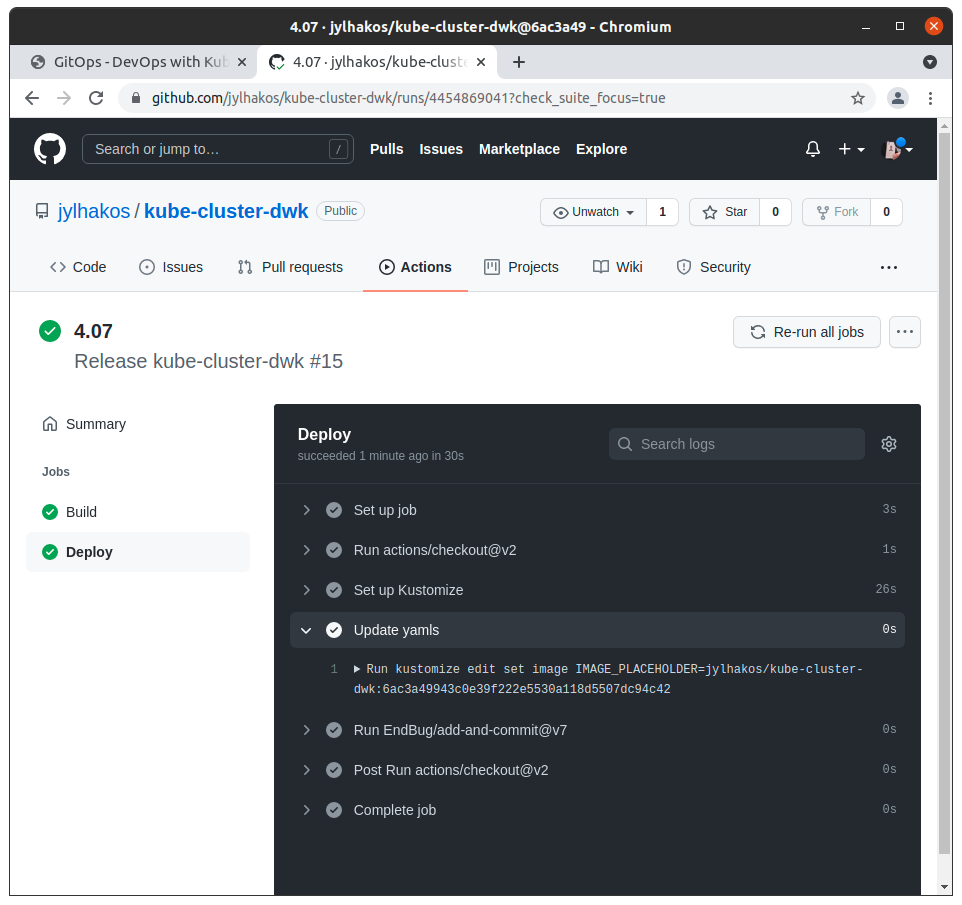 4.07 · jylhakos/kube-cluster-dwk@6ac3a49 - Chromium
GitOps - DevOps with Kub
4.07 · jylhakos/kube-cluste
github.com/jylhakos/kube-cluster-dwk/runs/4454869041?check_suite_focus=true
Search or jump to… /
Pulls Issues Marketplace Explore
jylhakos / kube-cluster-dwk Public
Unwatch 1 Star 0 Fork 0
Code Issues Pull requests Actions Projects Wiki Security
4.07
Re-run all jobs
Release kube-cluster-dwk #15
Summary
Jobs
Build
Deploy
Deploy
succeeded 1 minute ago in 30s
Search logs
Set up job 3s
Run actions/checkout@v2 1s
Set up Kustomize 26s
Update yamls 0s
1 Run kustomize edit set image IMAGE_PLACEHOLDER=jylhakos/kube-cluster-
dwk:6ac3a49943c0e39f222e5530a118d5507dc94c42
Run EndBug/add-and-commit@v7 0s
Post Run actions/checkout@v2 0s
Complete job 0s